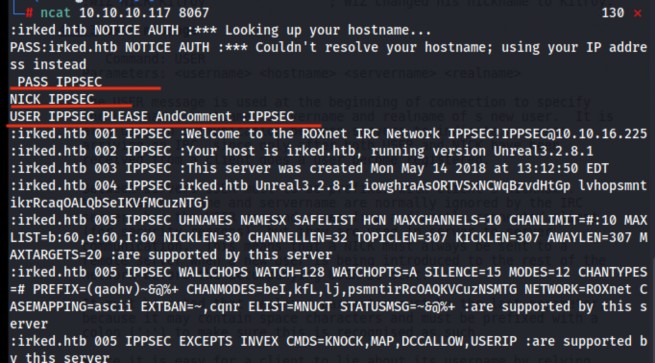 # ncat 10.10.10.117 8067 130 ×
:irked.htb NOTICE AUTH :*** Looking up your hostname...
PASS:irked.htb NOTICE AUTH :*** Couldn't resolve your hostname; using your IP addre
ss instead
PASS IPPSEC
NICK IPPSEC
USER IPPSEC PLEASE AndComment :IPPSEC
:irked.htb 001 IPPSEC :Welcome to the ROXnet IRC Network IPPSEC!IPPSEC@10.10.16.225
:irked.htb 002 IPPSEC :Your host is irked.htb, running version Unreal3.2.8.1
:irked.htb 003 IPPSEC :This server was created Mon May 14 2018 at 13:12:50 EDT
:irked.htb 004 IPPSEC irked.htb Unreal3.2.8.1 iowghraAsORTVSxNCWqBzvdHtGp lvhopsmnt
ikrRcaqOALQbSeIKVfMCuzNTGj
:irked.htb 005 IPPSEC UHNAMES NAMESX SAFELIST HCN MAXCHANNELS=10 CHANLIMIT=#:10 MAX
LIST=b:60,e:60,I:60 NICKLEN=30 CHANNELLEN=32 TOPICLEN=307 KICKLEN=307 AWAYLEN=307 M
AXTARGETS=20 :are supported by this server
:irked.htb 005 IPPSEC WALLCHOPS WATCH=128 WATCHOPTS=A SILENCE=15 MODES=12 CHANTYPES
=# PREFIX=(qaohv)~&@%+ CHANMODES=beI,kfL,lj,psmntirRcOAQKVCuzNSMTG NETWORK=ROXnet C
ASEMAPPING=ascii EXTBAN=~,cqnr ELIST=MNUCT STATUSMSG=~&@%+ :are supported by this s
erver
:irked.htb 005 IPPSEC EXCEPTS INVEX CMDS=KNOCK,MAP,DCCALLOW,USERIP :are supported b
y this server